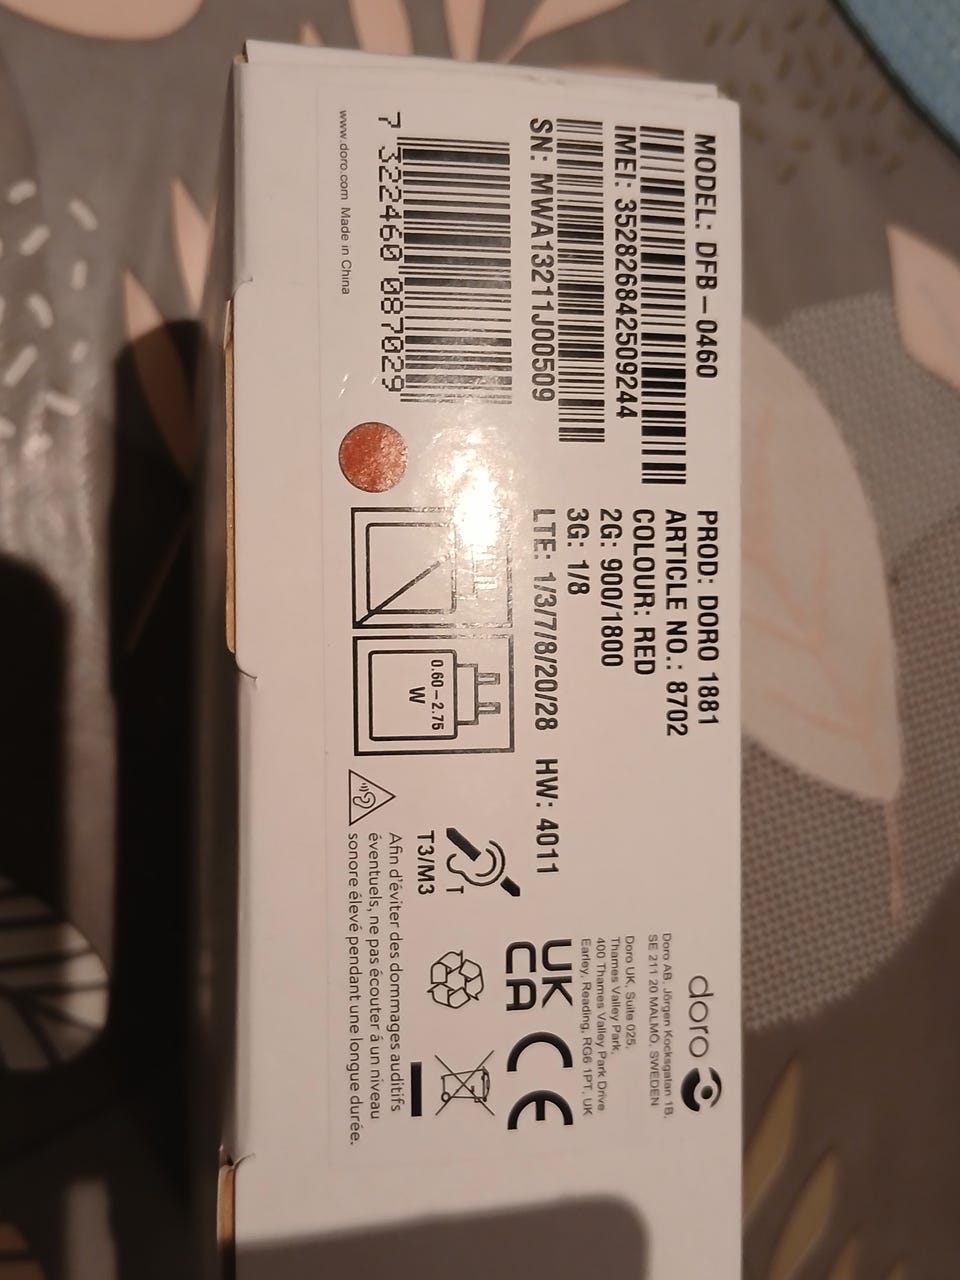 MODEL: DFB-0460
IMEI: 352826842509244
SN: MWA13211J00509
7 322460 087029
www.doro.com Made in China
PROD: DORO 1881
ARTICLE NO.: 8702
COLOUR: RED
2G: 900/1800
3G: 1/8
LTE: 1/3/7/8/20/28 HW: 4011
0.60-2.75
W
T
T3/M3
Afin d'éviter des dommages auditifs
éventuels, ne pas écouter à un niveau
sonore élevé pendant une longue durée.
doro
Doro AB, Jörgen Kocksgatan 1B,
SE 211 20 MALMÖ, SWEDEN
Doro UK, Suite 025,
Thames Valley Park,
400 Thames Valley Park Drive
Earley, Reading, RG6 1PT, UK
UK
CA
CE